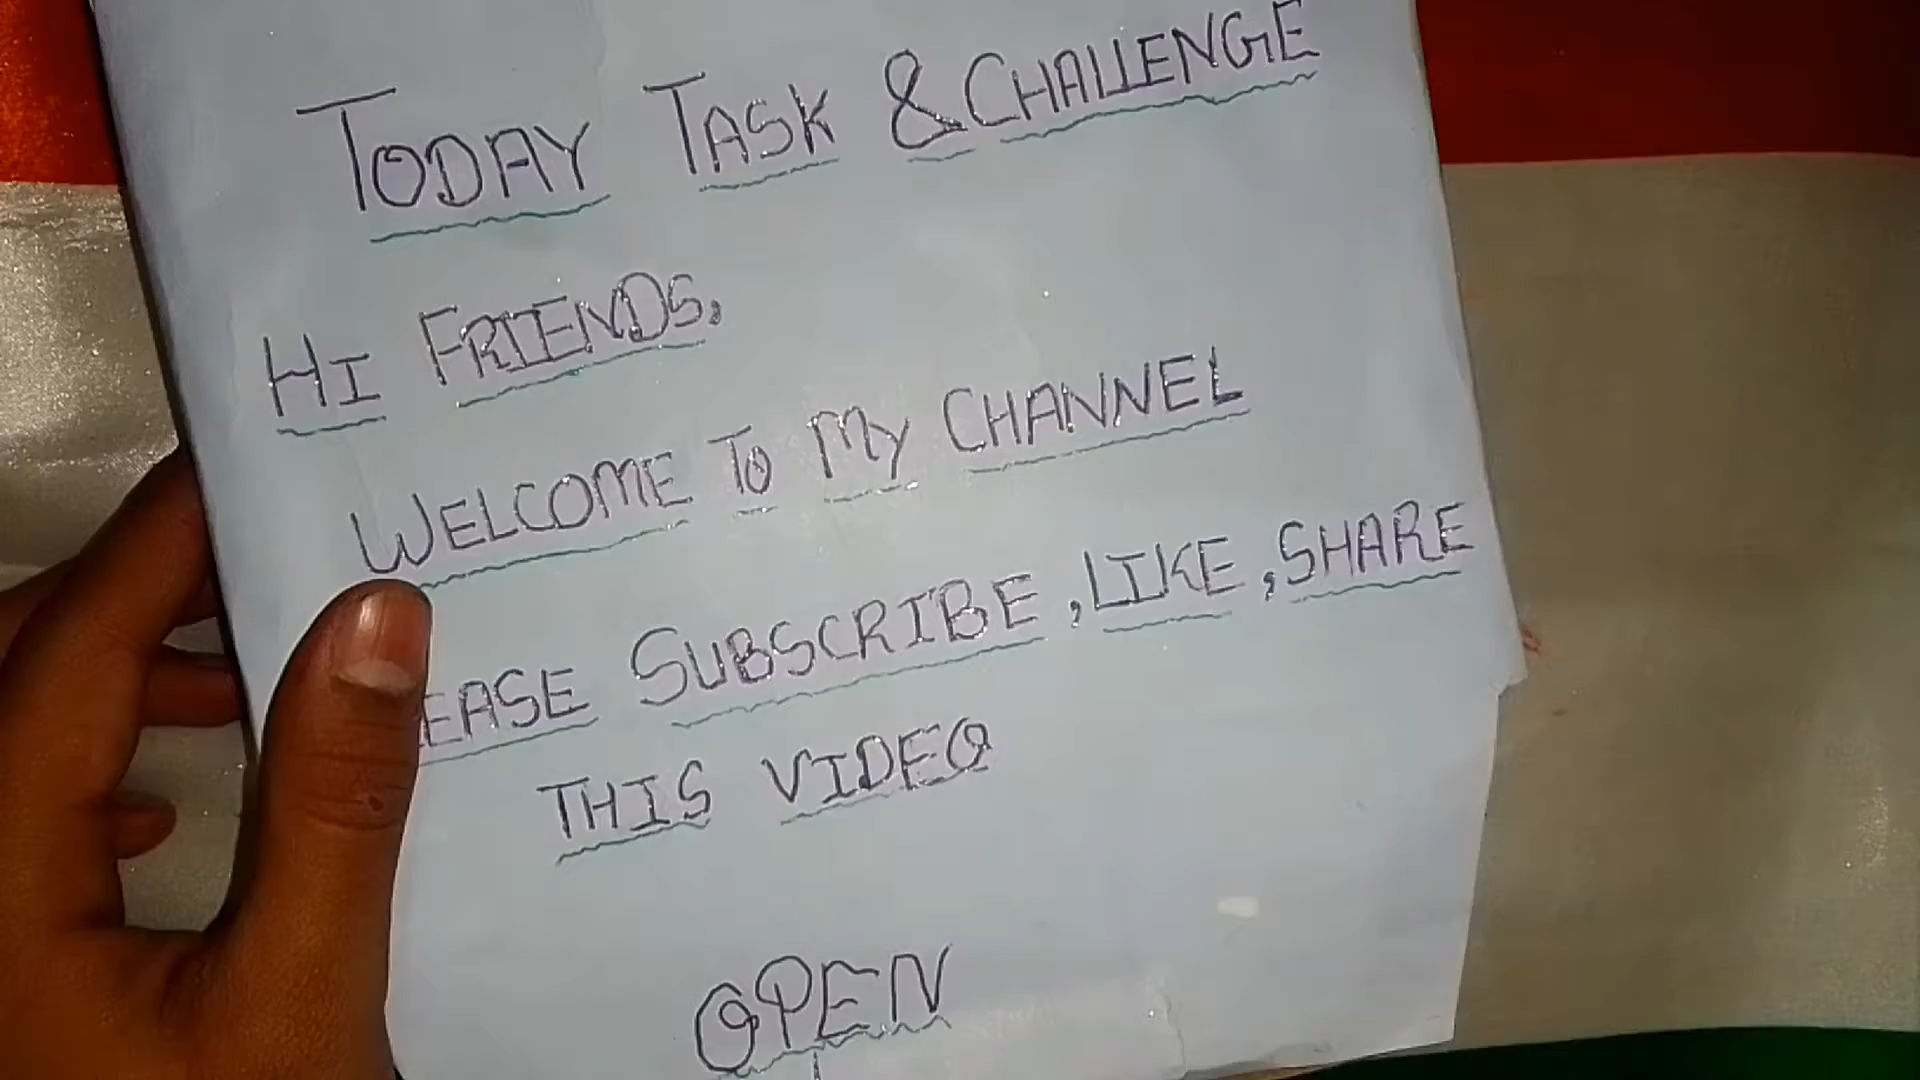 TODAY TASK & CHALLENGE
HI FRIENDS,
WELCOME TO MY CHANNEL
EASE SUBSCRIBE, LIKE, SHARE
THIS VIDEO
OPEN